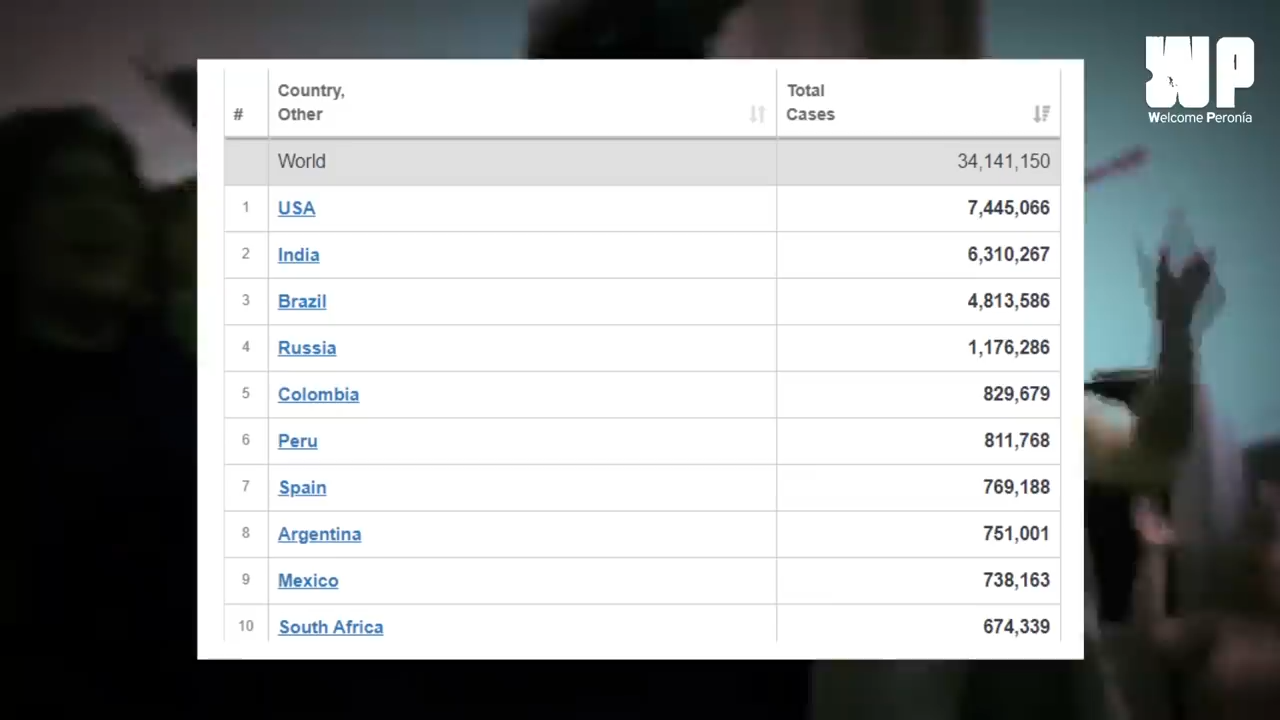 WP
Welcome Peronía
# Country, Other Total Cases
World 34,141,150
1 USA 7,445,066
2 India 6,310,267
3 Brazil 4,813,586
4 Russia 1,176,286
5 Colombia 829,679
6 Peru 811,768
7 Spain 769,188
8 Argentina 751,001
9 Mexico 738,163
10 South Africa 674,339